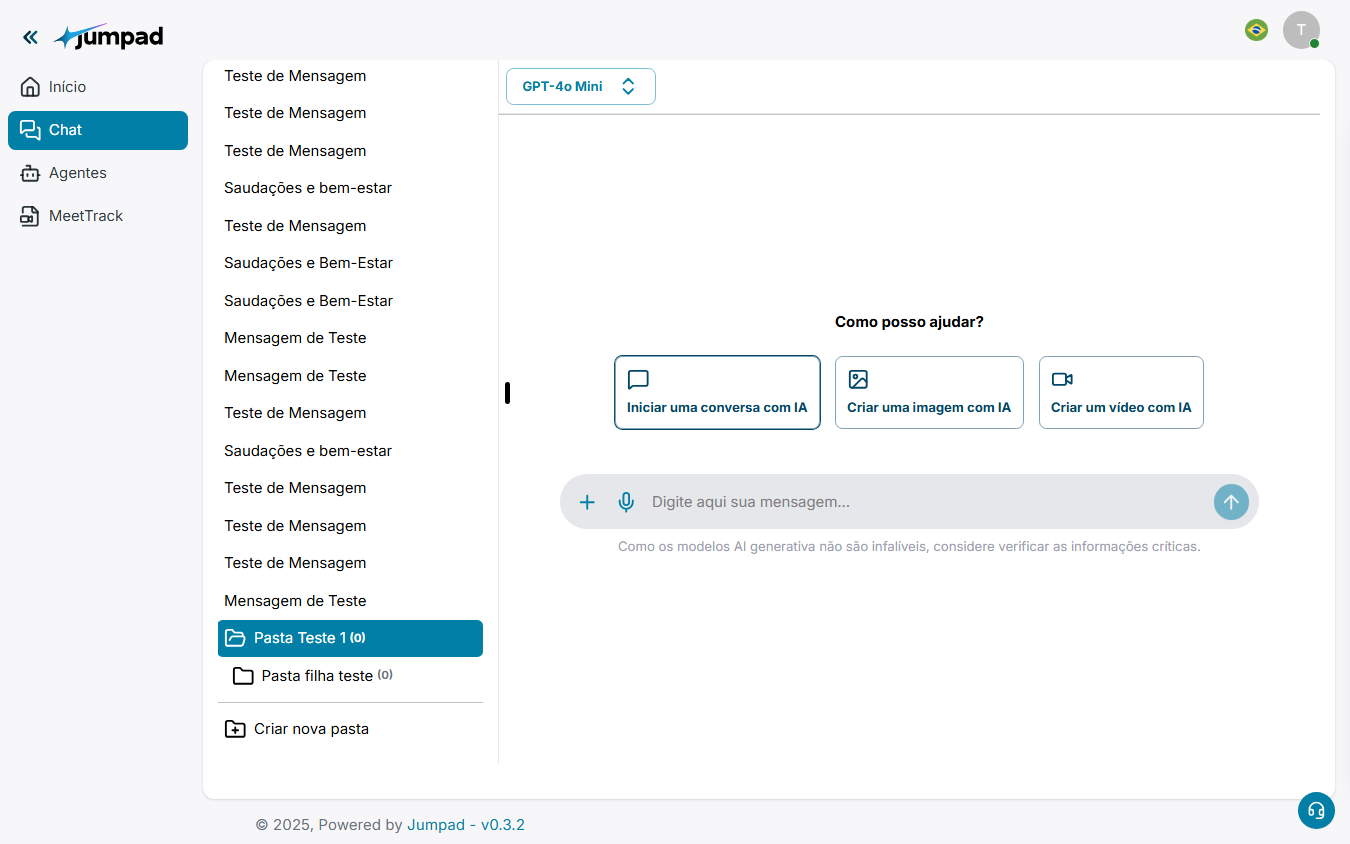 jumpad
T
Início
Chat
Agentes
MeetTrack
Teste de Mensagem
Teste de Mensagem
Teste de Mensagem
Saudações e bem-estar
Teste de Mensagem
Saudações e Bem-Estar
Saudações e Bem-Estar
Mensagem de Teste
Mensagem de Teste
Teste de Mensagem
Saudações e bem-estar
Teste de Mensagem
Teste de Mensagem
Teste de Mensagem
Mensagem de Teste
Pasta Teste 1 (0)
Pasta filha teste (0)
Criar nova pasta
GPT-4o Mini
Como posso ajudar?
Iniciar uma conversa com IA
Criar uma imagem com IA
Criar um vídeo com IA
Digite aqui sua mensagem...
Como os modelos AI generativa não são infalíveis, considere verificar as informações críticas.
© 2025, Powered by Jumpad - v0.3.2